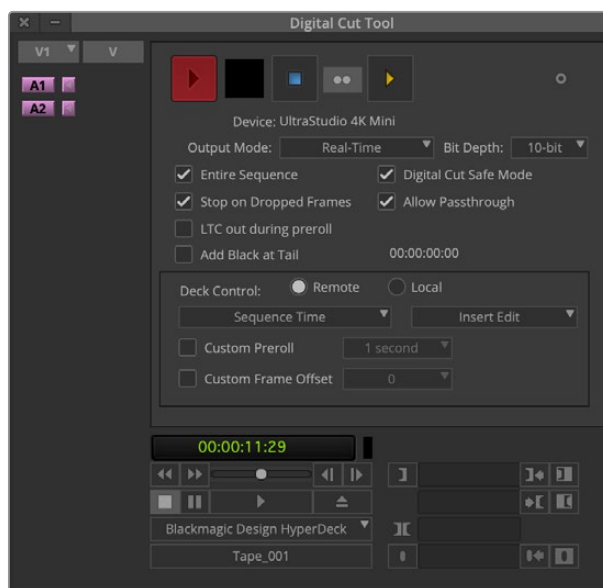 Digital Cut Tool
V1 V
A1
A2
Device: UltraStudio 4K Mini
Output Mode: Real-Time Bit Depth: 10-bit
Entire Sequence Digital Cut Safe Mode
Stop on Dropped Frames Allow Passthrough
LTC out during preroll
Add Black at Tail 00:00:00:00
Deck Control: Remote Local
Sequence Time Insert Edit
Custom Preroll 1 second
Custom Frame Offset 0
00:00:11:29
Blackmagic Design HyperDeck
Tape_001